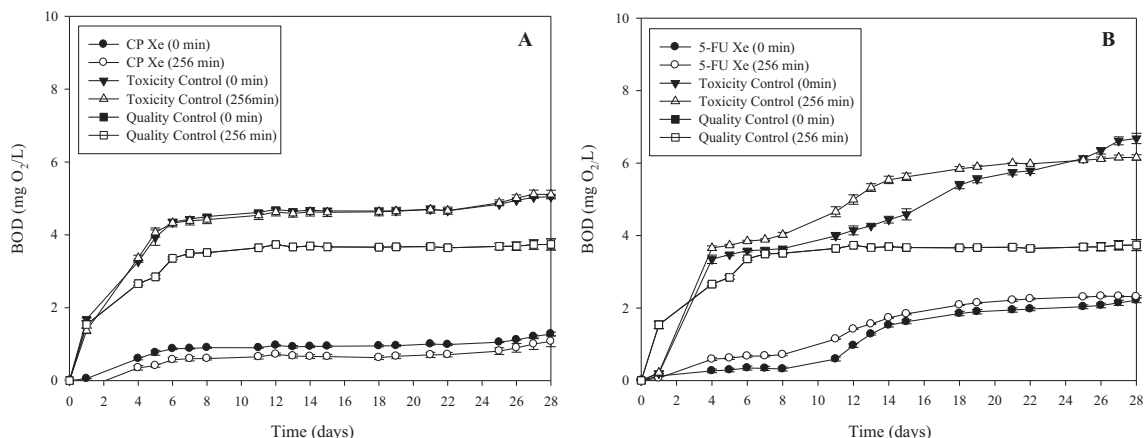 A
CP Xe (0 min)
CP Xe (256 min)
Toxicity Control (0 min)
Toxicity Control (256min)
Quality Control (0 min)
Quality Control (256 min)
BOD (mg O₂/L)
10
8
6
4
2
0
0 2 4 6 8 10 12 14 16 18 20 22 24 26 28
Time (days)
B
5-FU Xe (0 min)
5-FU Xe (256 min)
Toxicity Control (0min)
Toxicity Control (256 min)
Quality Control (0 min)
Quality Control (256 min)
BOD (mg O₂/L)
10
8
6
4
2
0
0 2 4 6 8 10 12 14 16 18 20 22 24 26 28
Time (days)